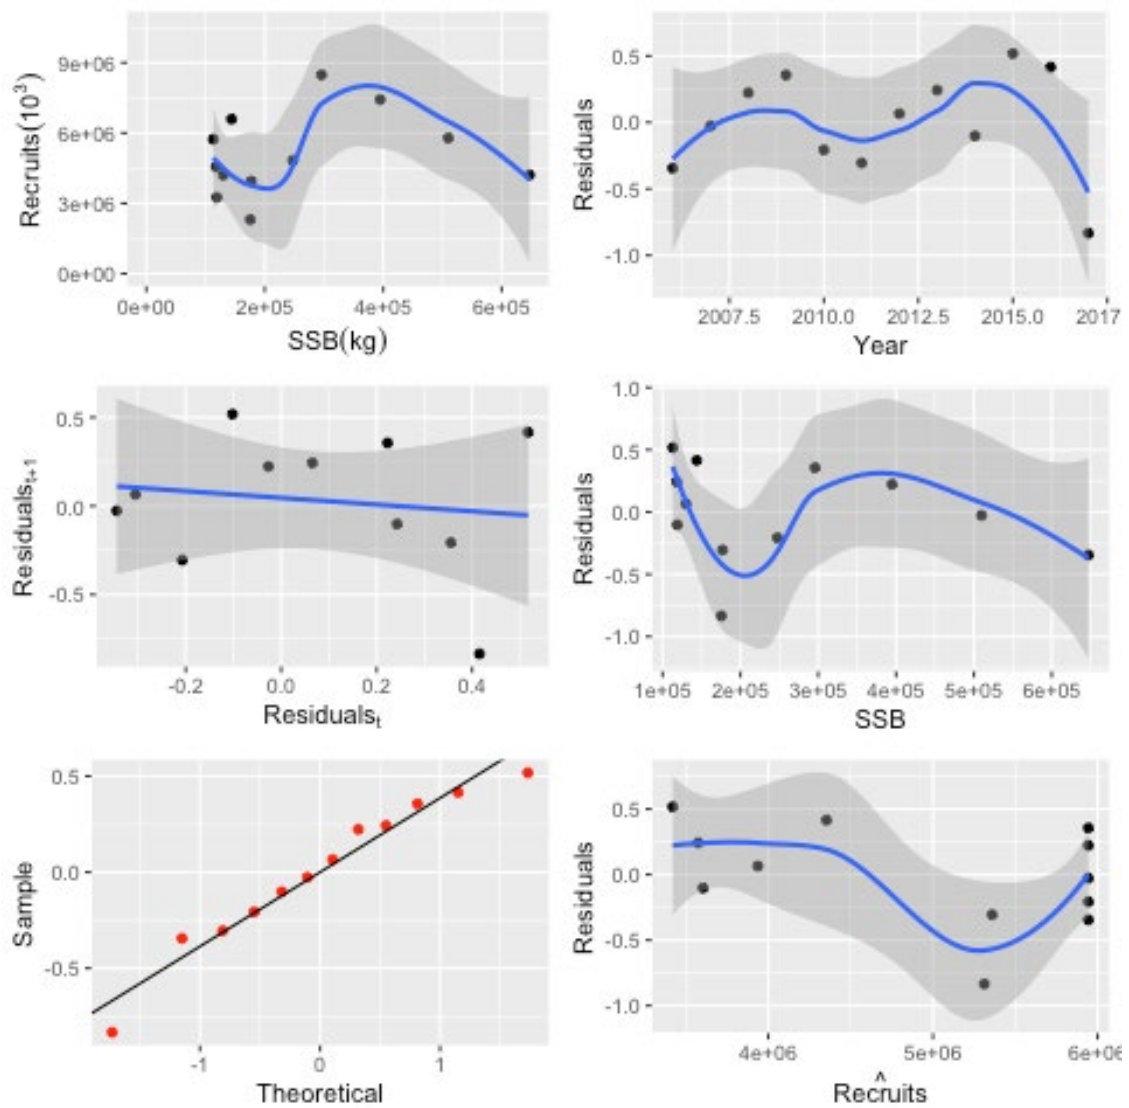 Recruits(10³)
9e+06
6e+06
3e+06
0e+00
0e+00 2e+05 4e+05 6e+05
SSB(kg)
Residuals
0.5
0.0
-0.5
-1.0
2007.5 2010.0 2012.5 2015.0 2017
Year
Residualsₜ₊₁
0.5
0.0
-0.5
-0.2 0.0 0.2 0.4
Residualsₜ
Residuals
1.0
0.5
0.0
-0.5
-1.0
1e+05 2e+05 3e+05 4e+05 5e+05 6e+05
SSB
Sample
0.5
0.0
-0.5
-1 0 1
Theoretical
Residuals
0.5
0.0
-0.5
-1.0
4e+06 5e+06 6e+06
^
Recruits